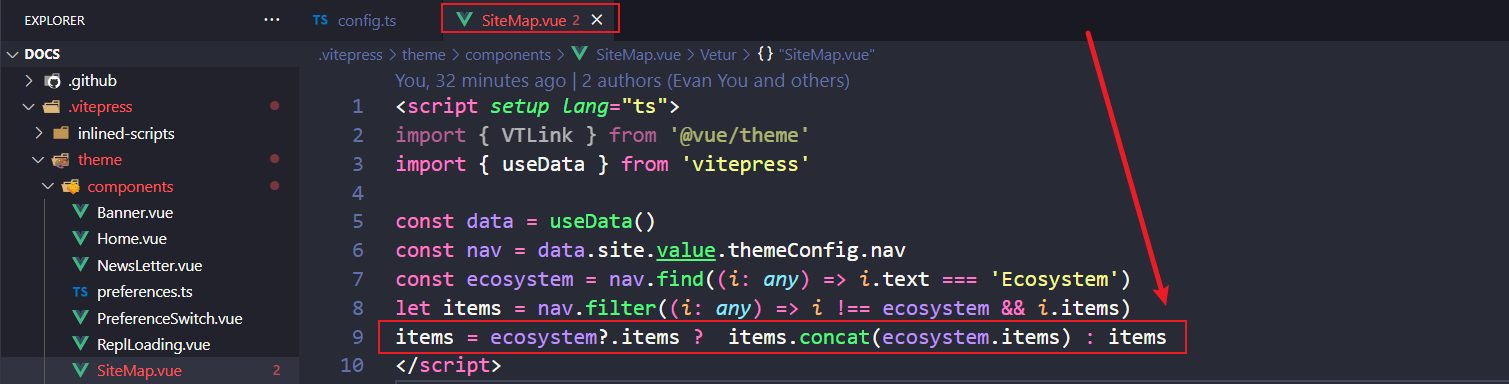 EXPLORER
···
TS config.ts
SiteMap.vue 2 ×
DOCS
.github
.vitepress
inlined-scripts
theme
components
Banner.vue
Home.vue
NewsLetter.vue
TS preferences.ts
PreferenceSwitch.vue
ReplLoading.vue
SiteMap.vue 2
.vitepress > theme > components > SiteMap.vue > Vetur > {} "SiteMap.vue"
You, 32 minutes ago | 2 authors (Evan You and others)
1 <script setup lang="ts">
2 import { VTLink } from '@vue/theme'
3 import { useData } from 'vitepress'
4
5 const data = useData()
6 const nav = data.site.value.themeConfig.nav
7 const ecosystem = nav.find((i: any) => i.text === 'Ecosystem')
8 let items = nav.filter((i: any) => i !== ecosystem && i.items)
9 items = ecosystem?.items ?  items.concat(ecosystem.items) : items
10 </script>